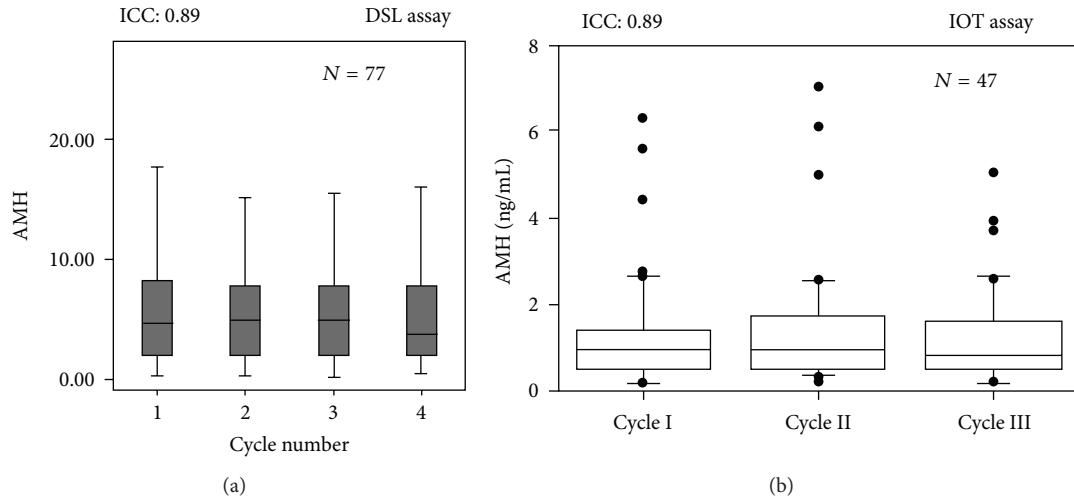 ICC: 0.89 DSL assay
N = 77
20.00
10.00
0.00
AMH
1 2 3 4
Cycle number
(a)
ICC: 0.89 IOT assay
N = 47
8
6
4
2
0
AMH (ng/mL)
Cycle I Cycle II Cycle III
(b)